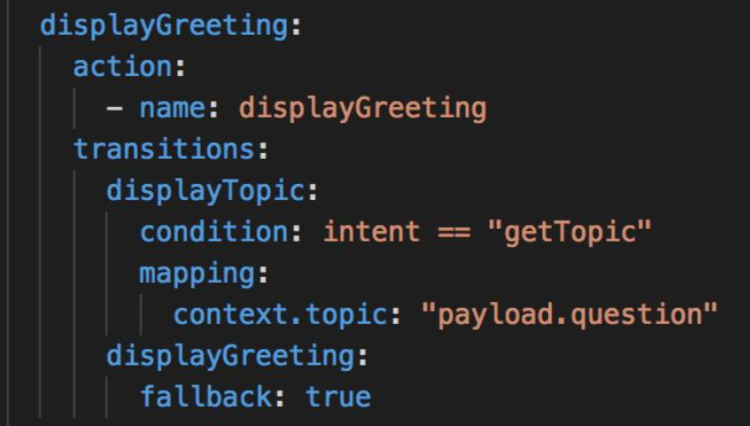 displayGreeting:
  action:
    - name: displayGreeting
  transitions:
    displayTopic:
      condition: intent == "getTopic"
      mapping:
        context.topic: "payload.question"
    displayGreeting:
      fallback: true